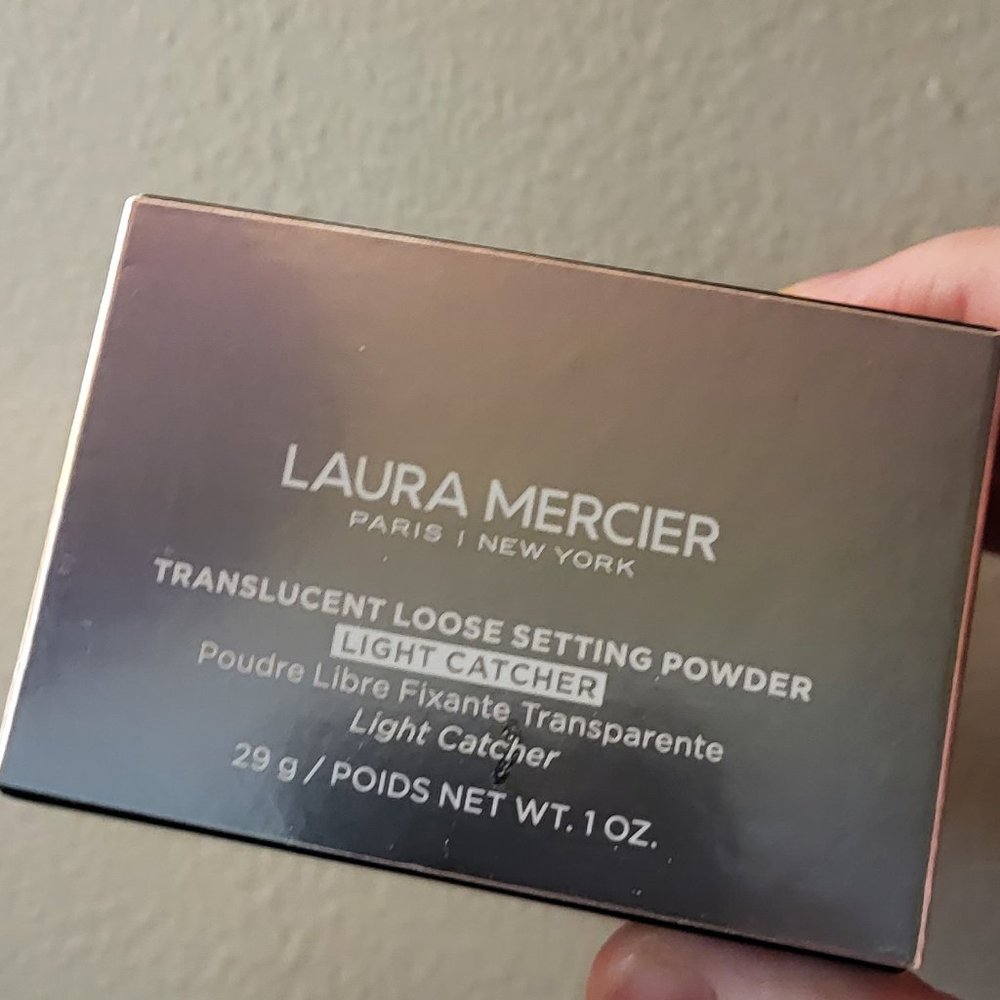 LAURA MERCIER
PARIS | NEW YORK
TRANSLUCENT LOOSE SETTING POWDER
LIGHT CATCHER
Poudre Libre Fixante Transparente
Light Catcher
29 g / POIDS NET WT. 1 OZ.